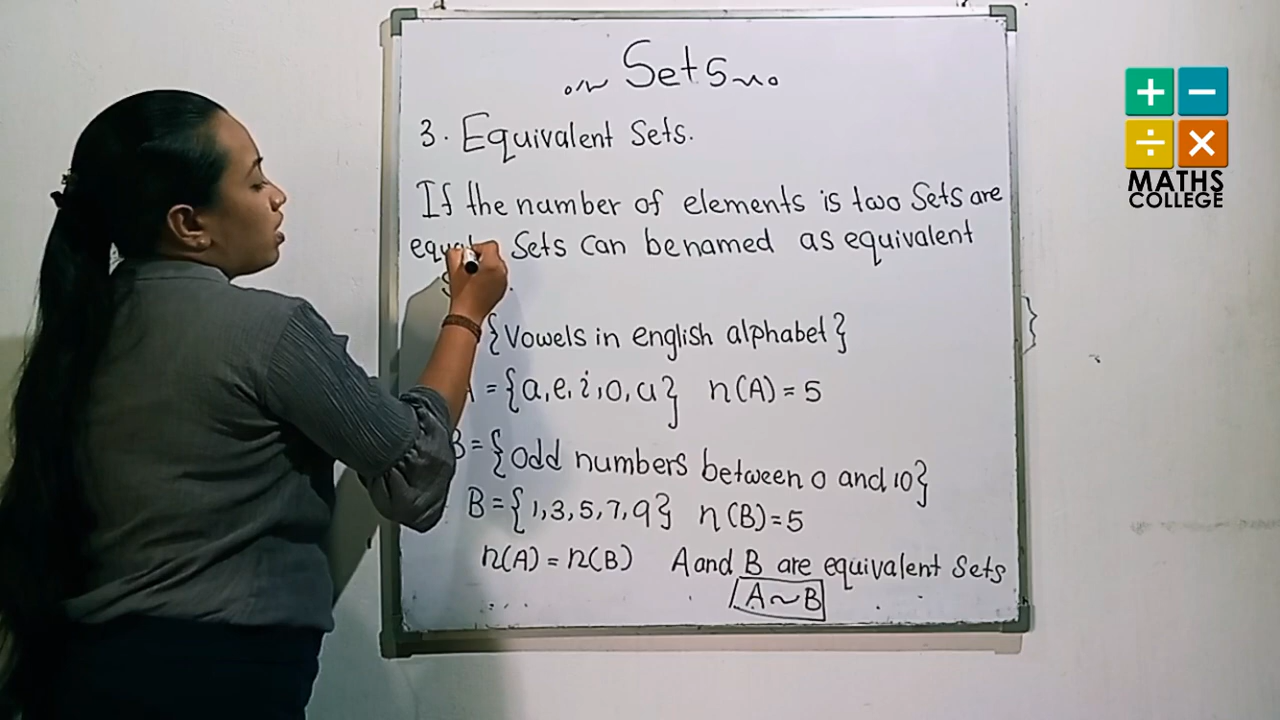 Sets
3. Equivalent Sets.
If the number of elements is two Sets are
equal, Sets can be named as equivalent
{Vowels in english alphabet}
A = {a, e, i, o, u} n(A) = 5
B = {Odd numbers between 0 and 10}
B = {1, 3, 5, 7, 9} n(B) = 5
n(A) = n(B) A and B are equivalent Sets
A ~ B
+ −
÷ ×
MATHS
COLLEGE